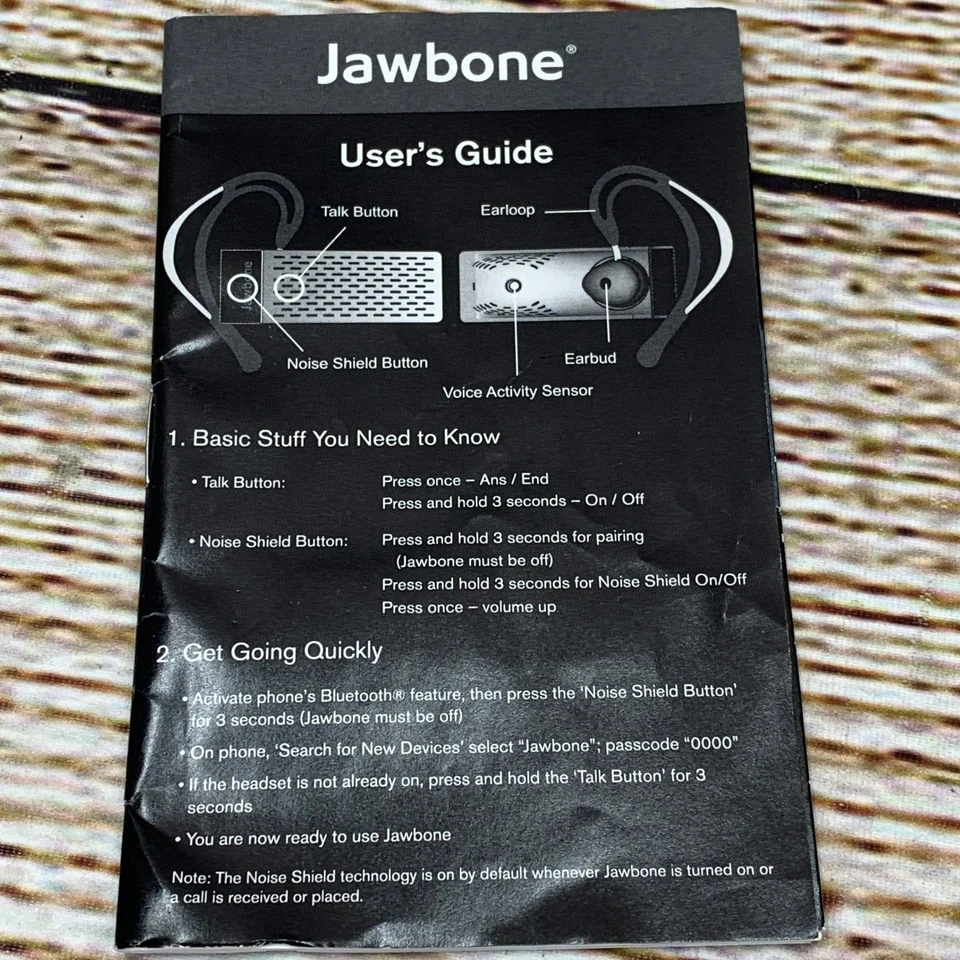 Jawbone®
User's Guide
Talk Button
Earloop
Noise Shield Button
Earbud
Voice Activity Sensor
1. Basic Stuff You Need to Know
• Talk Button: Press once – Ans / End
Press and hold 3 seconds – On / Off
• Noise Shield Button: Press and hold 3 seconds for pairing
(Jawbone must be off)
Press and hold 3 seconds for Noise Shield On/Off
Press once – volume up
2. Get Going Quickly
• Activate phone's Bluetooth® feature, then press the 'Noise Shield Button'
for 3 seconds (Jawbone must be off)
• On phone, 'Search for New Devices' select "Jawbone"; passcode "0000"
• If the headset is not already on, press and hold the 'Talk Button' for 3
seconds
• You are now ready to use Jawbone
Note: The Noise Shield technology is on by default whenever Jawbone is turned on or
a call is received or placed.